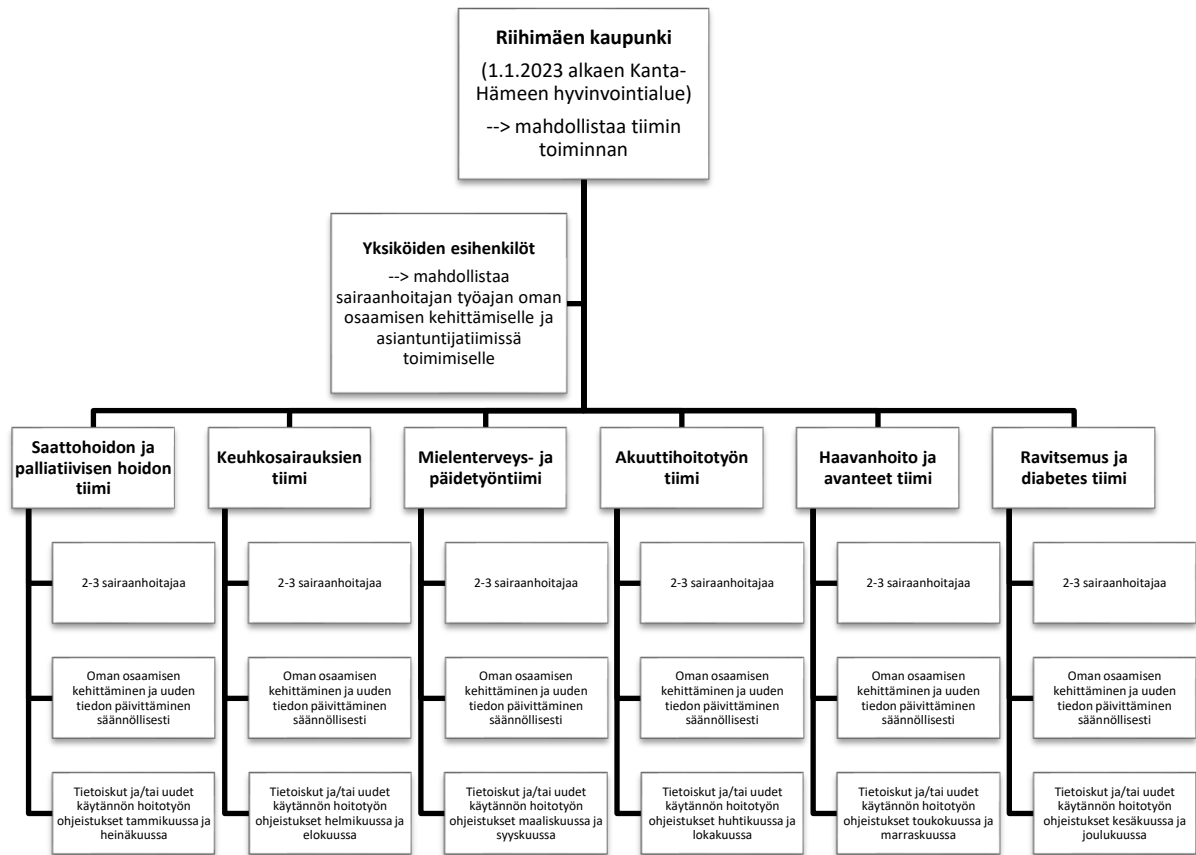 Riihimäen kaupunki
(1.1.2023 alkaen Kanta-
Hämeen hyvinvointialue)
--> mahdollistaa tiimin
toiminnan
Yksiköiden esihenkilöt
--> mahdollistaa
sairaanhoitajan työajan oman
osaamisen kehittämiselle ja
asiantuntijatiimissä
toimimiselle
Saattohoidon ja
palliatiivisen hoidon
tiimi
2-3 sairaanhoitajaa
Oman osaamisen
kehittäminen ja uuden
tiedon päivittäminen
säännöllisesti
Tietoiskut ja/tai uudet
käytännön hoitotyön
ohjeistukset tammikuussa ja
heinäkuussa
Keuhkosairauksien
tiimi
2-3 sairaanhoitajaa
Oman osaamisen
kehittäminen ja uuden
tiedon päivittäminen
säännöllisesti
Tietoiskut ja/tai uudet
käytännön hoitotyön
ohjeistukset helmikuussa ja
elokuussa
Mielenterveys- ja
päidetyöntiimi
2-3 sairaanhoitajaa
Oman osaamisen
kehittäminen ja uuden
tiedon päivittäminen
säännöllisesti
Tietoiskut ja/tai uudet
käytännön hoitotyön
ohjeistukset maaliskuussa ja
syyskuussa
Akuuttihoitotyön
tiimi
2-3 sairaanhoitajaa
Oman osaamisen
kehittäminen ja uuden
tiedon päivittäminen
säännöllisesti
Tietoiskut ja/tai uudet
käytännön hoitotyön
ohjeistukset huhtikuussa ja
lokakuussa
Haavanhoito ja
avanteet tiimi
2-3 sairaanhoitajaa
Oman osaamisen
kehittäminen ja uuden
tiedon päivittäminen
säännöllisesti
Tietoiskut ja/tai uudet
käytännön hoitotyön
ohjeistukset toukokuussa ja
marraskuussa
Ravitsemus ja
diabetes tiimi
2-3 sairaanhoitajaa
Oman osaamisen
kehittäminen ja uuden
tiedon päivittäminen
säännöllisesti
Tietoiskut ja/tai uudet
käytännön hoitotyön
ohjeistukset kesäkuussa ja
joulukuussa